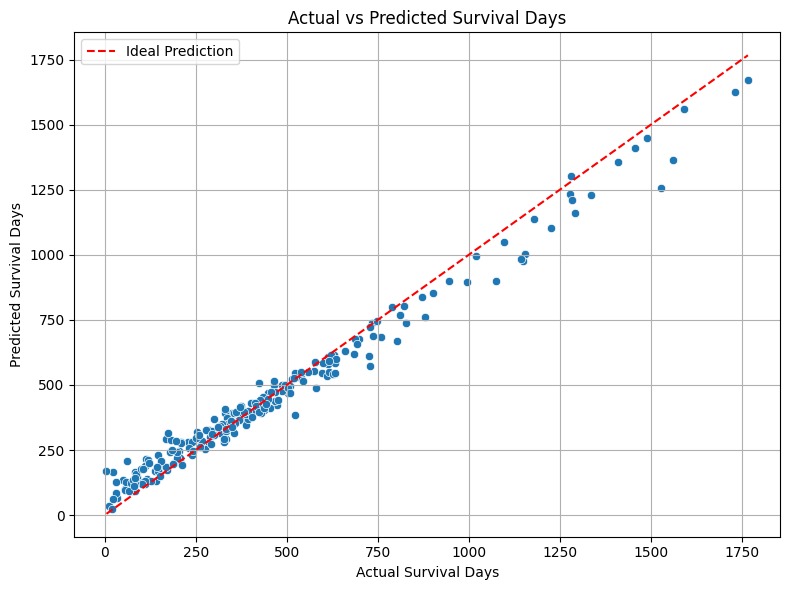 Actual vs Predicted Survival Days
Ideal Prediction
Predicted Survival Days
1750
1500
1250
1000
750
500
250
0
0 250 500 750 1000 1250 1500 1750
Actual Survival Days